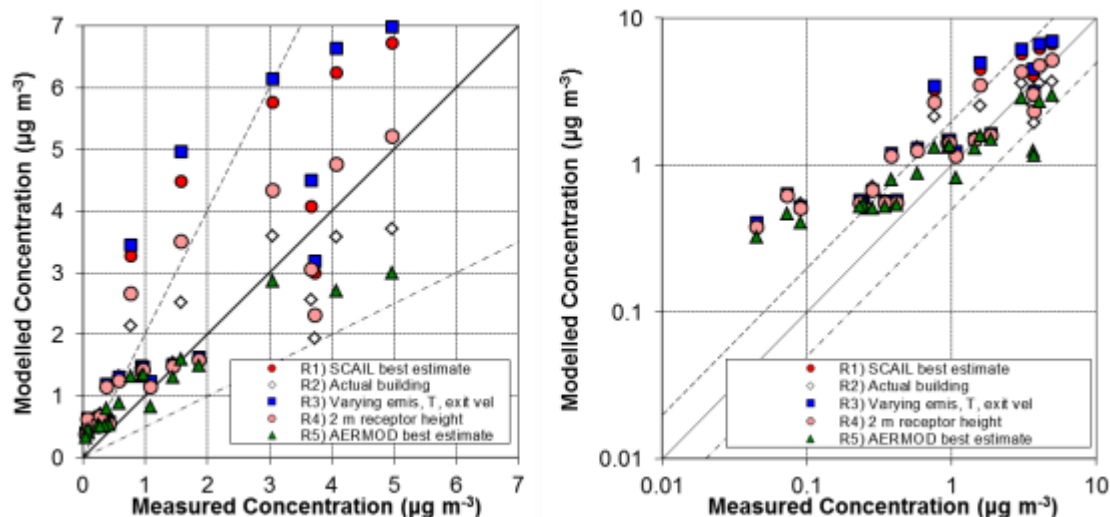 7
6
5
4
3
2
1
0
Modelled Concentration (µg m⁻³)
R1) SCAIL best estimate
R2) Actual building
R3) Varying emis, T, exit vel
R4) 2 m receptor height
R5) AERMOD best estimate
0 1 2 3 4 5 6 7
Measured Concentration (µg m⁻³)
10
1
0.1
0.01
Modelled Concentration (µg m⁻³)
R1) SCAIL best estimate
R2) Actual building
R3) Varying emis, T, exit vel
R4) 2 m receptor height
R5) AERMOD best estimate
0.01 0.1 1 10
Measured Concentration (µg m⁻³)